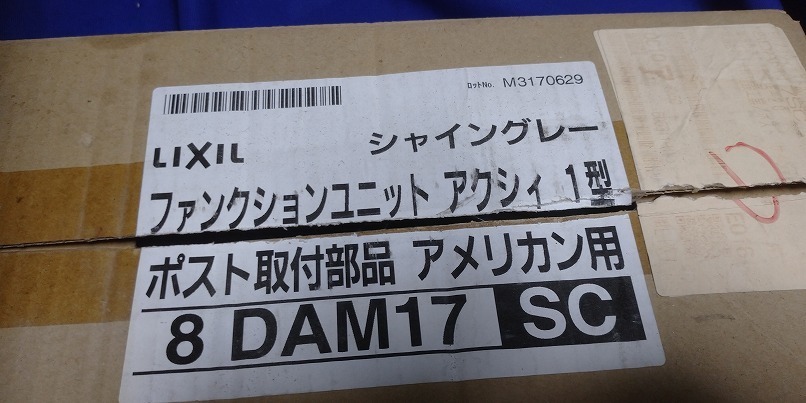 ロットNo. M3170629
LIXIL シャイングレー
ファンクションユニット アクシィ 1型
ポスト取付部品 アメリカン用
8 DAM17 SC